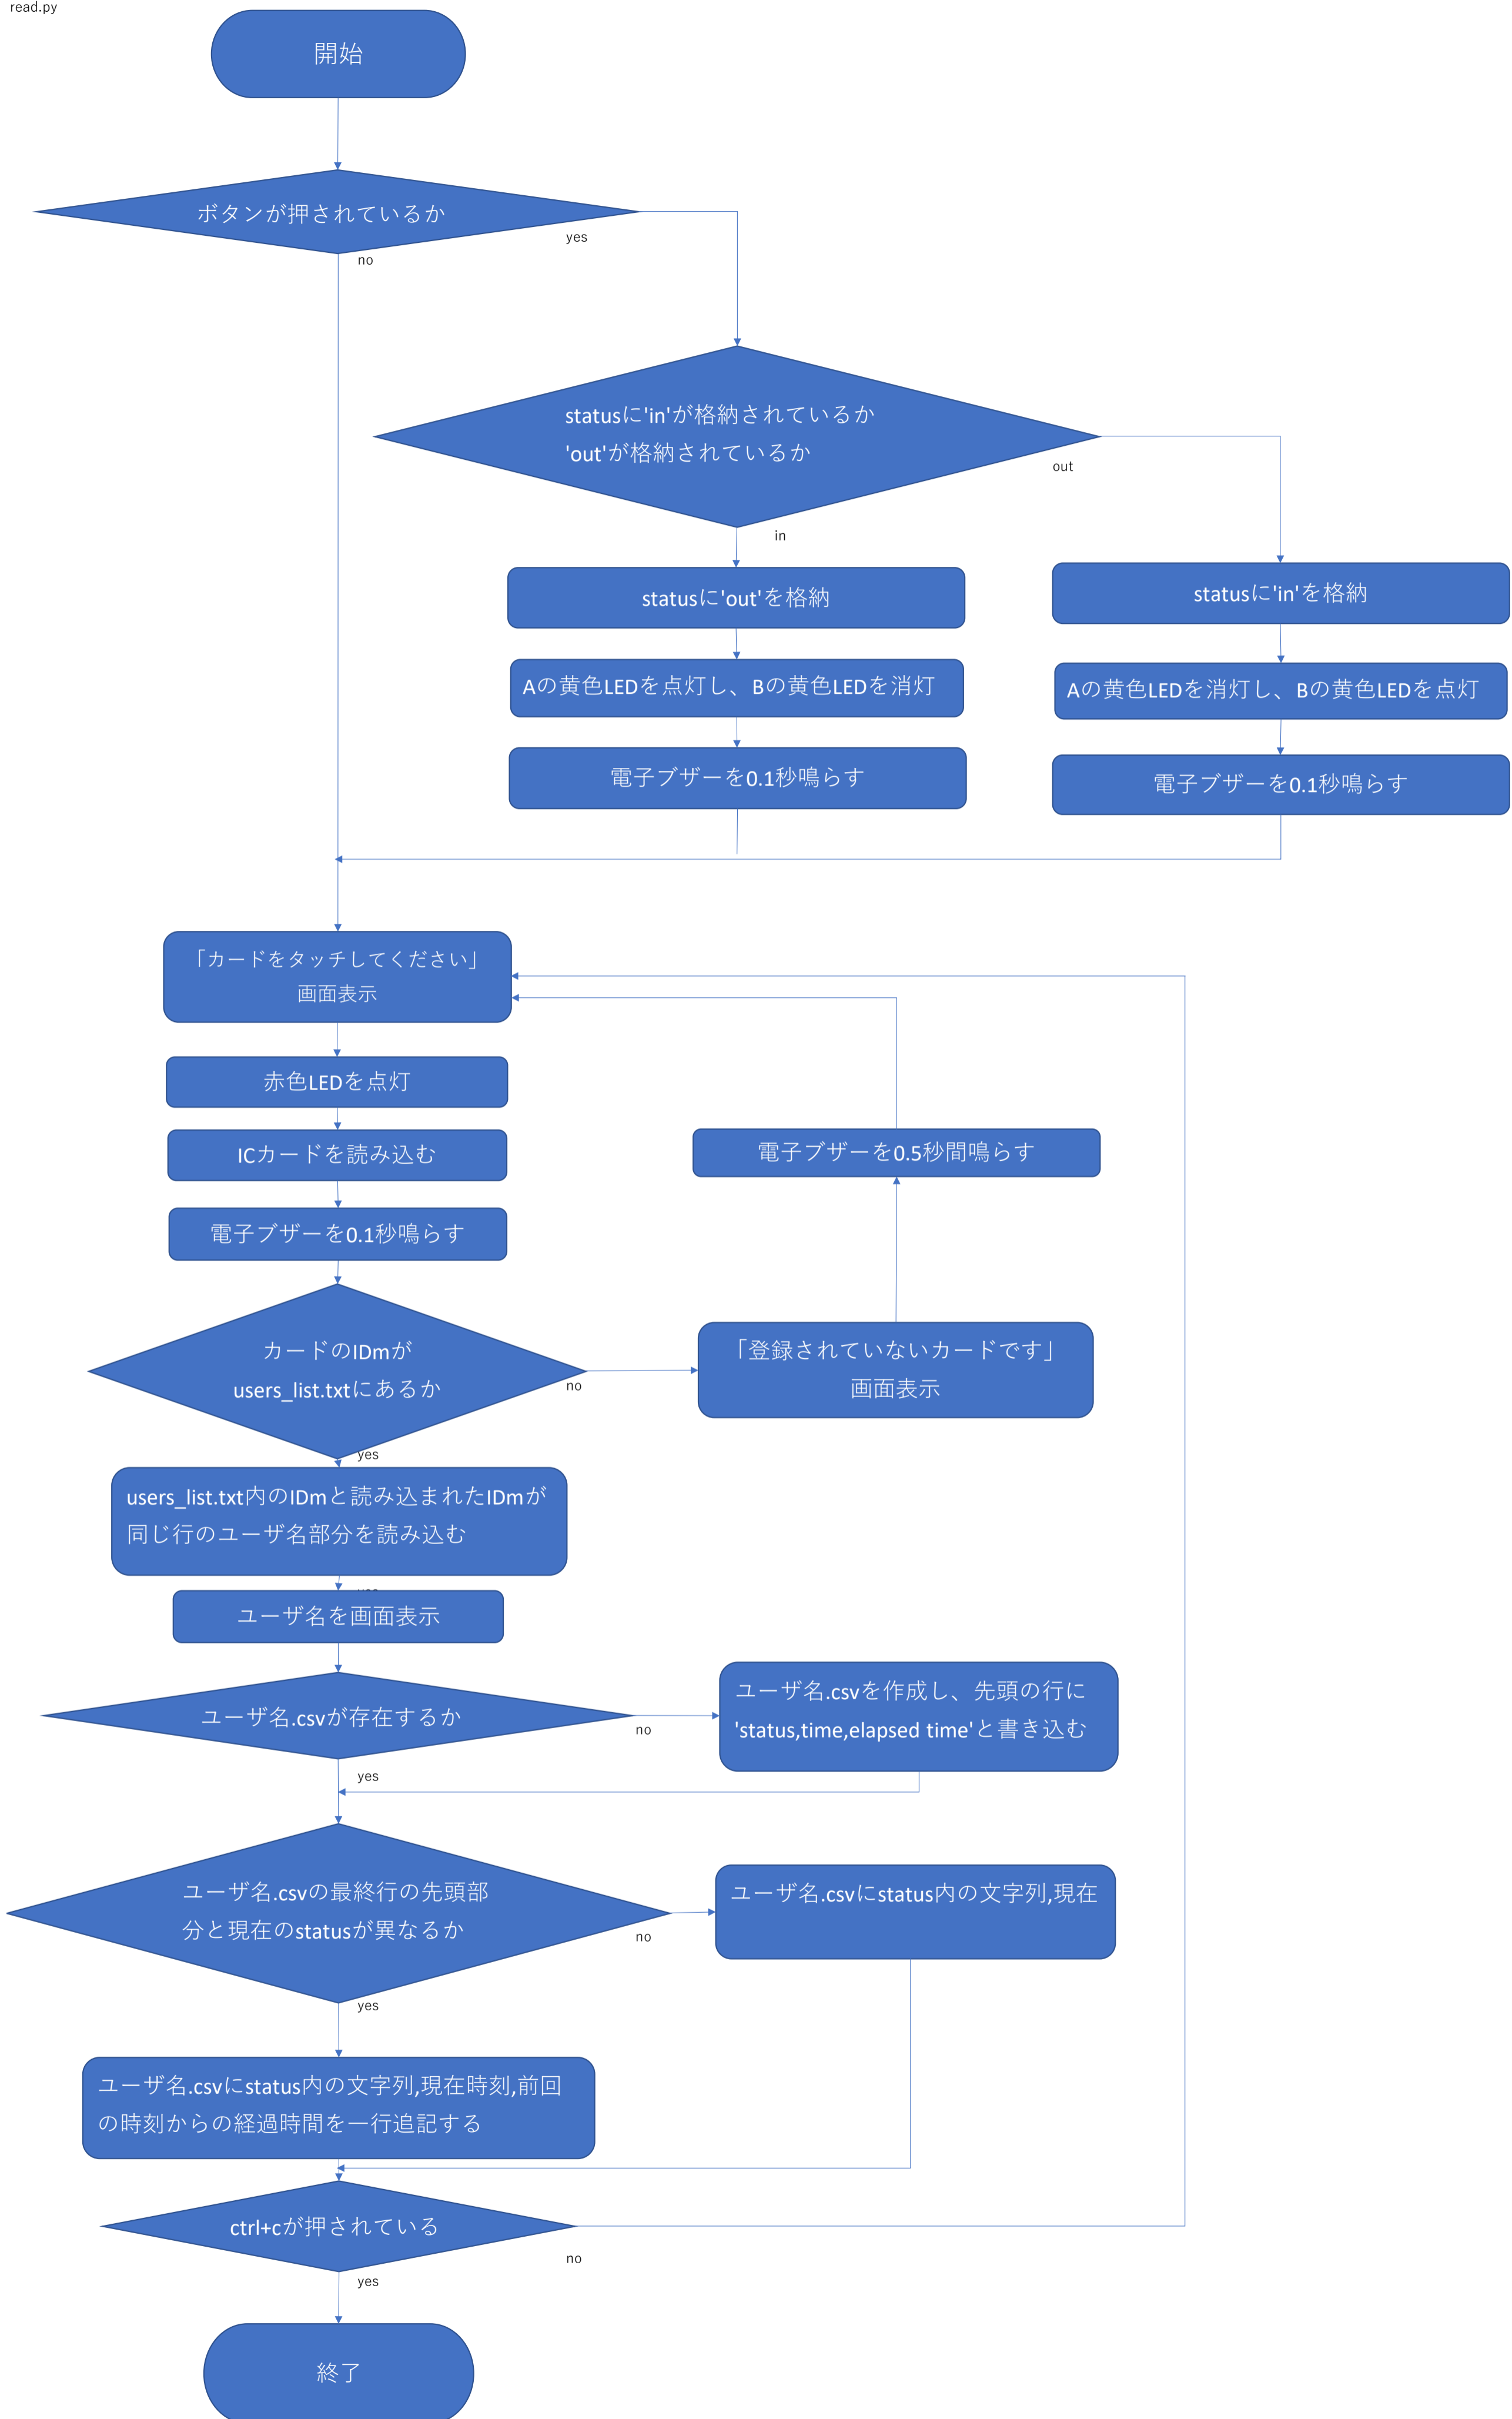 read.py
開始
ボタンが押されているか
yes
no
statusに'in'が格納されているか
'out'が格納されているか
out
in
statusに'out'を格納
statusに'in'を格納
Aの黄色LEDを点灯し、Bの黄色LEDを消灯
Aの黄色LEDを消灯し、Bの黄色LEDを点灯
電子ブザーを0.1秒鳴らす
電子ブザーを0.1秒鳴らす
「カードをタッチしてください」
画面表示
赤色LEDを点灯
ICカードを読み込む
電子ブザーを0.5秒間鳴らす
電子ブザーを0.1秒鳴らす
カードのIDmが
users_list.txtにあるか
no
「登録されていないカードです」
画面表示
yes
users_list.txt内のIDmと読み込まれたIDmが
同じ行のユーザ名部分を読み込む
ユーザ名を画面表示
ユーザ名.csvが存在するか
no
ユーザ名.csvを作成し、先頭の行に
'status,time,elapsed time'と書き込む
yes
ユーザ名.csvの最終行の先頭部
分と現在のstatusが異なるか
no
ユーザ名.csvにstatus内の文字列,現在
yes
ユーザ名.csvにstatus内の文字列,現在時刻,前回
の時刻からの経過時間を一行追記する
ctrl+cが押されている
no
yes
終了